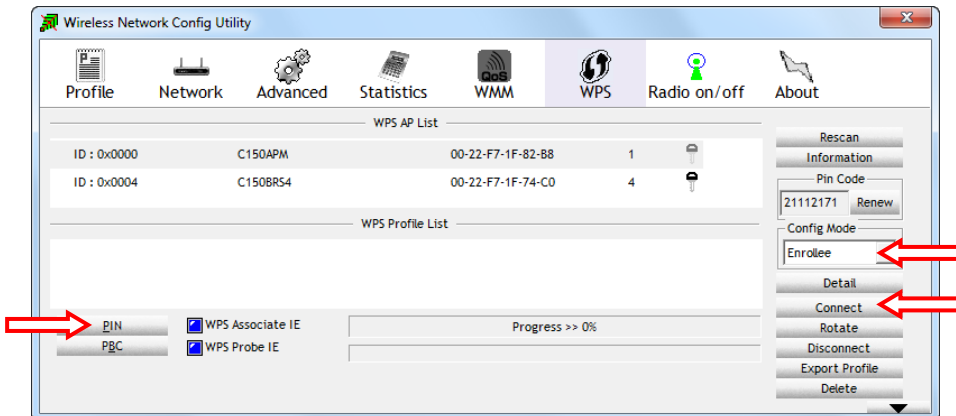 Wireless Network Config Utility
x
Profile Network Advanced Statistics QoS WMM WPS Radio on/off About
WPS AP List
ID : 0x0000 C150APM 00-22-F7-1F-82-B8 1
ID : 0x0004 C150BRS4 00-22-F7-1F-74-C0 4
WPS Profile List
Rescan
Information
Pin Code
21112171 Renew
Config Mode
Enrollee
Detail
Connect
Rotate
Disconnect
Export Profile
Delete
PIN WPS Associate IE Progress >> 0%
PBC WPS Probe IE